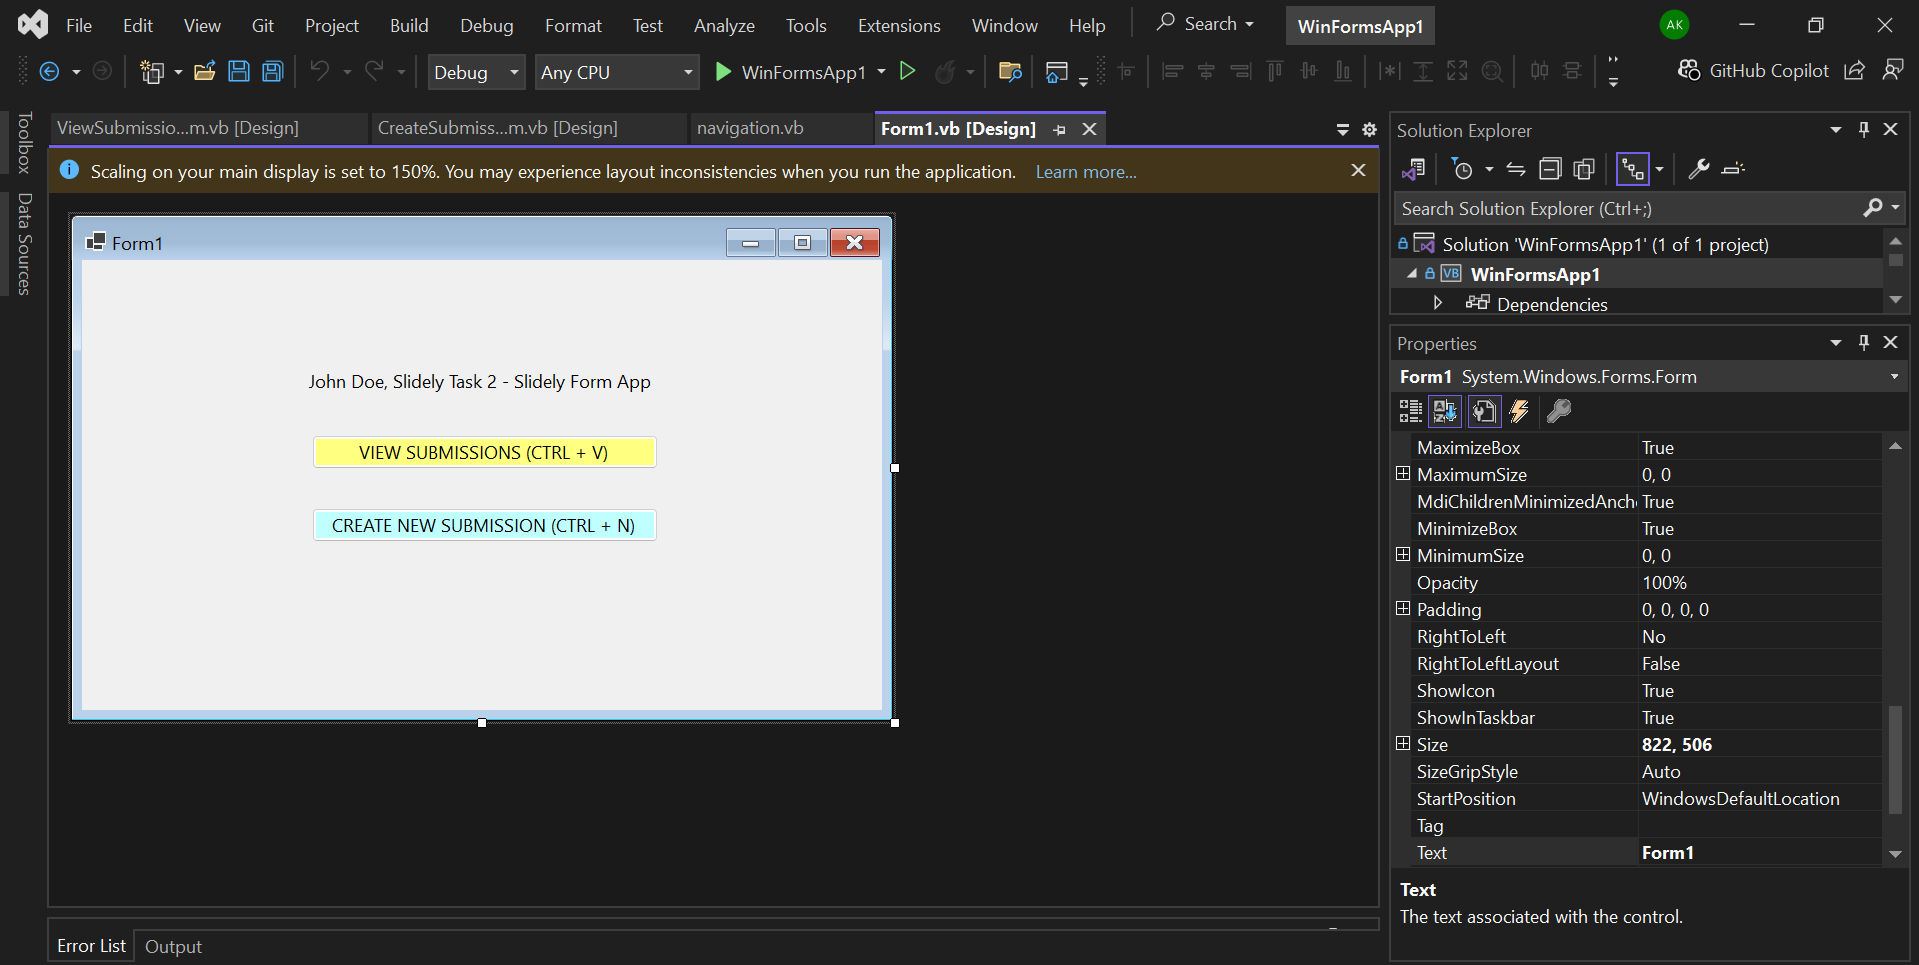 File Edit View Git Project Build Debug Format Test Analyze Tools Extensions Window Help Search WinFormsApp1 AK
Debug Any CPU WinFormsApp1 GitHub Copilot
Toolbox
Data Sources
ViewSubmissio...m.vb [Design] CreateSubmiss...m.vb [Design] navigation.vb Form1.vb [Design]
Scaling on your main display is set to 150%. You may experience layout inconsistencies when you run the application. Learn more...
Form1
John Doe, Slidely Task 2 - Slidely Form App
VIEW SUBMISSIONS (CTRL + V)
CREATE NEW SUBMISSION (CTRL + N)
Error List Output
Solution Explorer
Search Solution Explorer (Ctrl+;)
Solution 'WinFormsApp1' (1 of 1 project)
VB WinFormsApp1
Dependencies
Properties
Form1 System.Windows.Forms.Form
MaximizeBox True
MaximumSize 0, 0
MdiChildrenMinimizedAncho True
MinimizeBox True
MinimumSize 0, 0
Opacity 100%
Padding 0, 0, 0, 0
RightToLeft No
RightToLeftLayout False
ShowIcon True
ShowInTaskbar True
Size 822, 506
SizeGripStyle Auto
StartPosition WindowsDefaultLocation
Tag
Text Form1
Text
The text associated with the control.